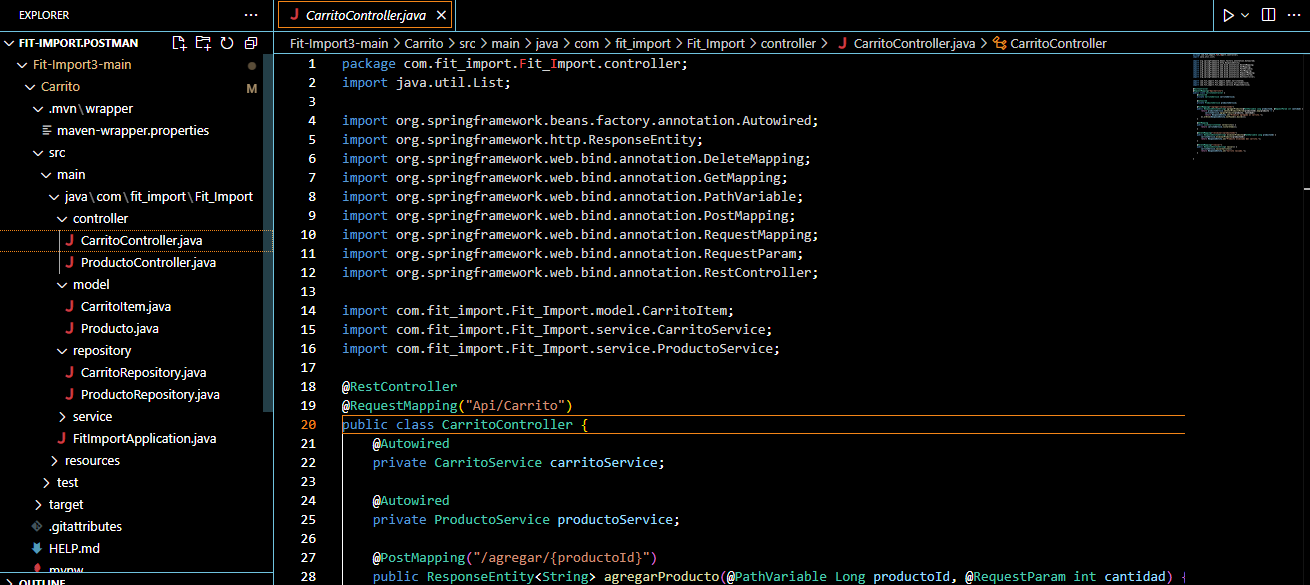 EXPLORER
FIT-IMPORT.POSTMAN
Fit-Import3-main
Carrito
M
.mvn\wrapper
maven-wrapper.properties
src
main
java\com\fit_import\Fit_Import
controller
CarritoController.java
ProductoController.java
model
CarritoItem.java
Producto.java
repository
CarritoRepository.java
ProductoRepository.java
service
FitImportApplication.java
resources
test
target
.gitattributes
HELP.md
mvnw
OUTLINE
CarritoController.java
Fit-Import3-main > Carrito > src > main > java > com > fit_import > Fit_Import > controller > CarritoController.java > CarritoController
1 package com.fit_import.Fit_Import.controller;
2 import java.util.List;
3
4 import org.springframework.beans.factory.annotation.Autowired;
5 import org.springframework.http.ResponseEntity;
6 import org.springframework.web.bind.annotation.DeleteMapping;
7 import org.springframework.web.bind.annotation.GetMapping;
8 import org.springframework.web.bind.annotation.PathVariable;
9 import org.springframework.web.bind.annotation.PostMapping;
10 import org.springframework.web.bind.annotation.RequestMapping;
11 import org.springframework.web.bind.annotation.RequestParam;
12 import org.springframework.web.bind.annotation.RestController;
13
14 import com.fit_import.Fit_Import.model.CarritoItem;
15 import com.fit_import.Fit_Import.service.CarritoService;
16 import com.fit_import.Fit_Import.service.ProductoService;
17
18 @RestController
19 @RequestMapping("Api/Carrito")
20 public class CarritoController {
21 @Autowired
22 private CarritoService carritoService;
23
24 @Autowired
25 private ProductoService productoService;
26
27 @PostMapping("/agregar/{productoId}")
28 public ResponseEntity<String> agregarProducto(@PathVariable Long productoId, @RequestParam int cantidad) {